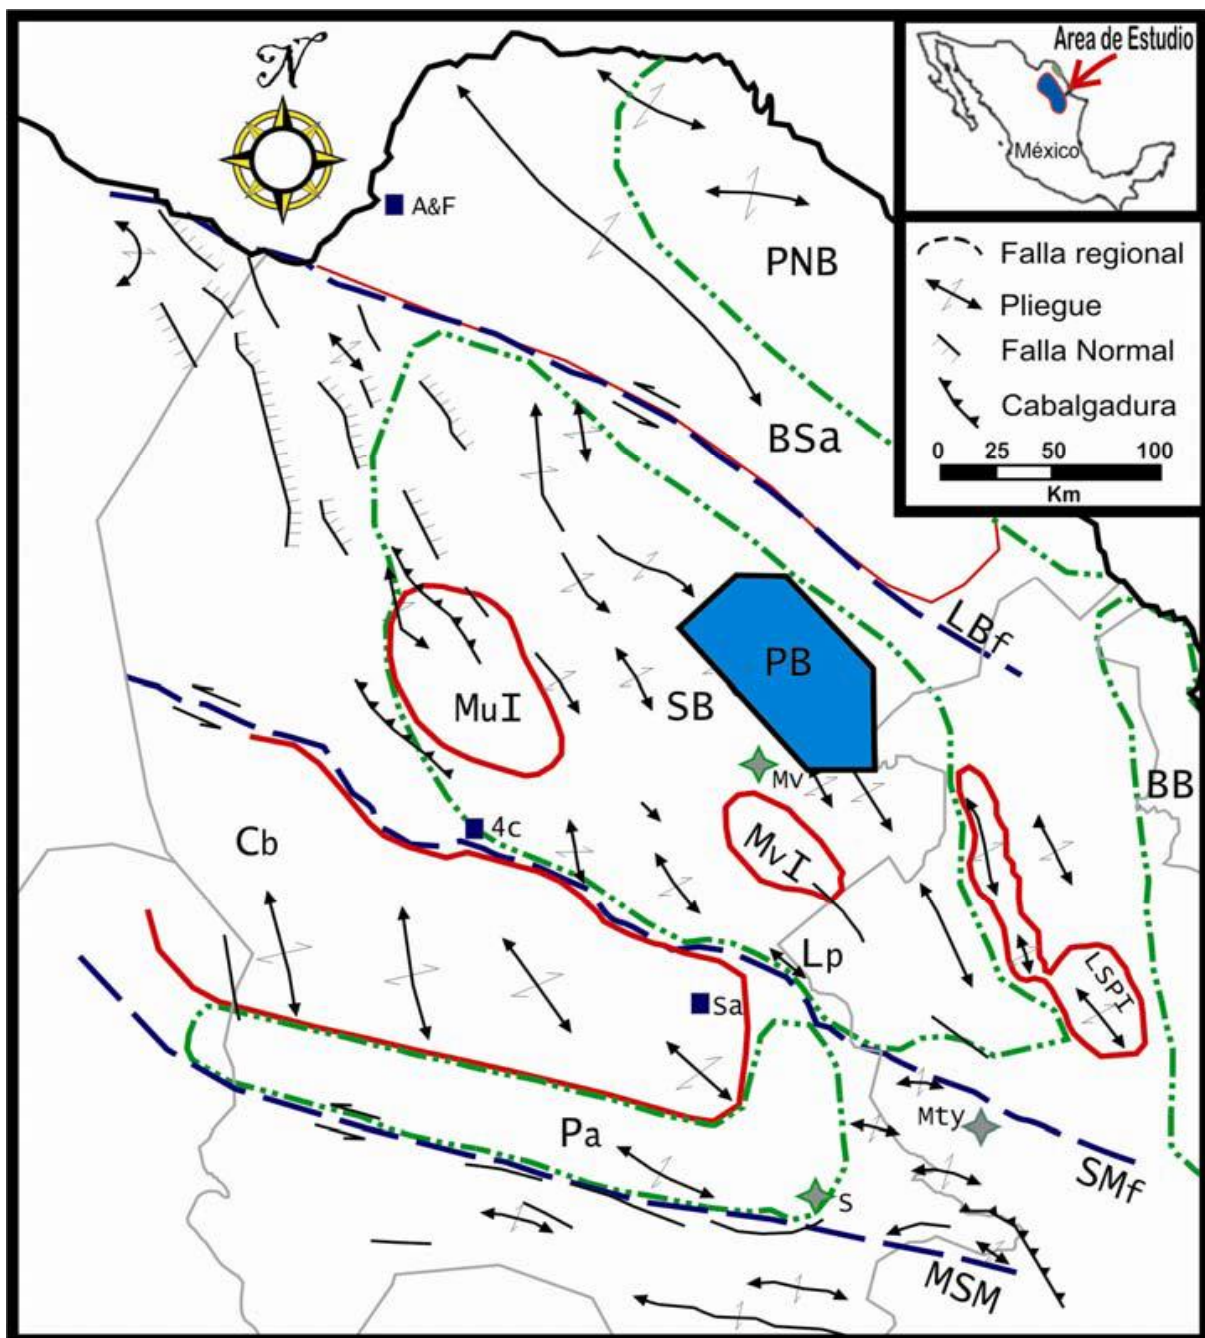 N
Area de Estudio
México
Falla regional
Pliegue
Falla Normal
Cabalgadura
0 25 50 100
Km
A&F
PNB
BSa
LBf
PB
MuI
SB
Mv
BB
4c
Cb
MvI
Lp
LSPI
Sa
Mty
Pa
SMf
S
MSM